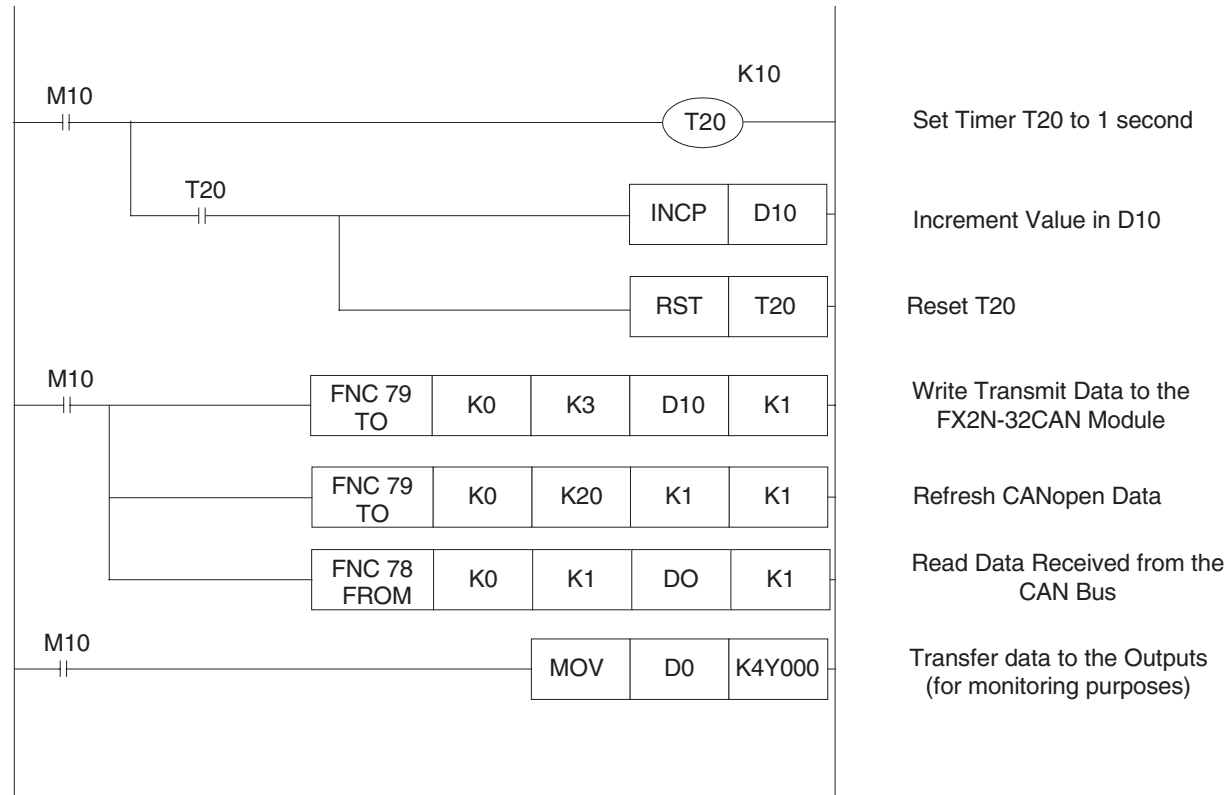 K10
M10
T20
Set Timer T20 to 1 second
T20
INCP D10
Increment Value in D10
RST T20
Reset T20
M10
FNC 79
TO
K0 K3 D10 K1
Write Transmit Data to the
FX2N-32CAN Module
FNC 79
TO
K0 K20 K1 K1
Refresh CANopen Data
FNC 78
FROM
K0 K1 DO K1
Read Data Received from the
CAN Bus
M10
MOV D0 K4Y000
Transfer data to the Outputs
(for monitoring purposes)